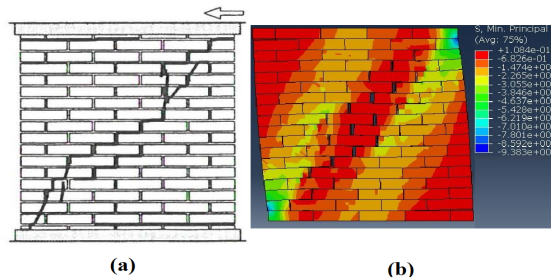 S, Min. Principal
(Avg: 75%)
+1.084e-01
-6.826e-01
-1.474e+00
-2.265e+00
-3.055e+00
-3.846e+00
-4.637e+00
-5.428e+00
-6.219e+00
-7.010e+00
-7.801e+00
-8.592e+00
-9.383e+00
(a)
(b)